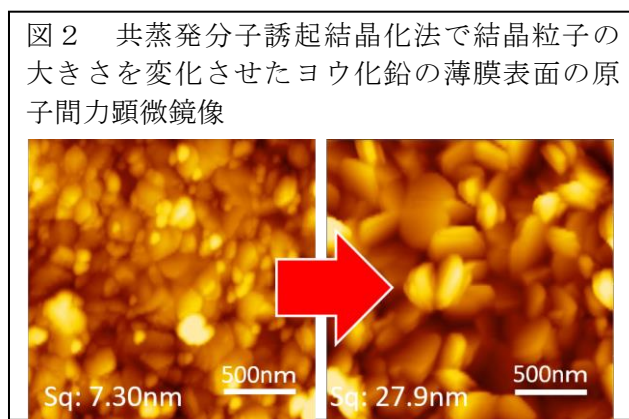 図２　共蒸発分子誘起結晶化法で結晶粒子の
大きさを変化させたヨウ化鉛の薄膜表面の原
子間力顕微鏡像
500nm
Sq: 7.30nm
500nm
Sq: 27.9nm